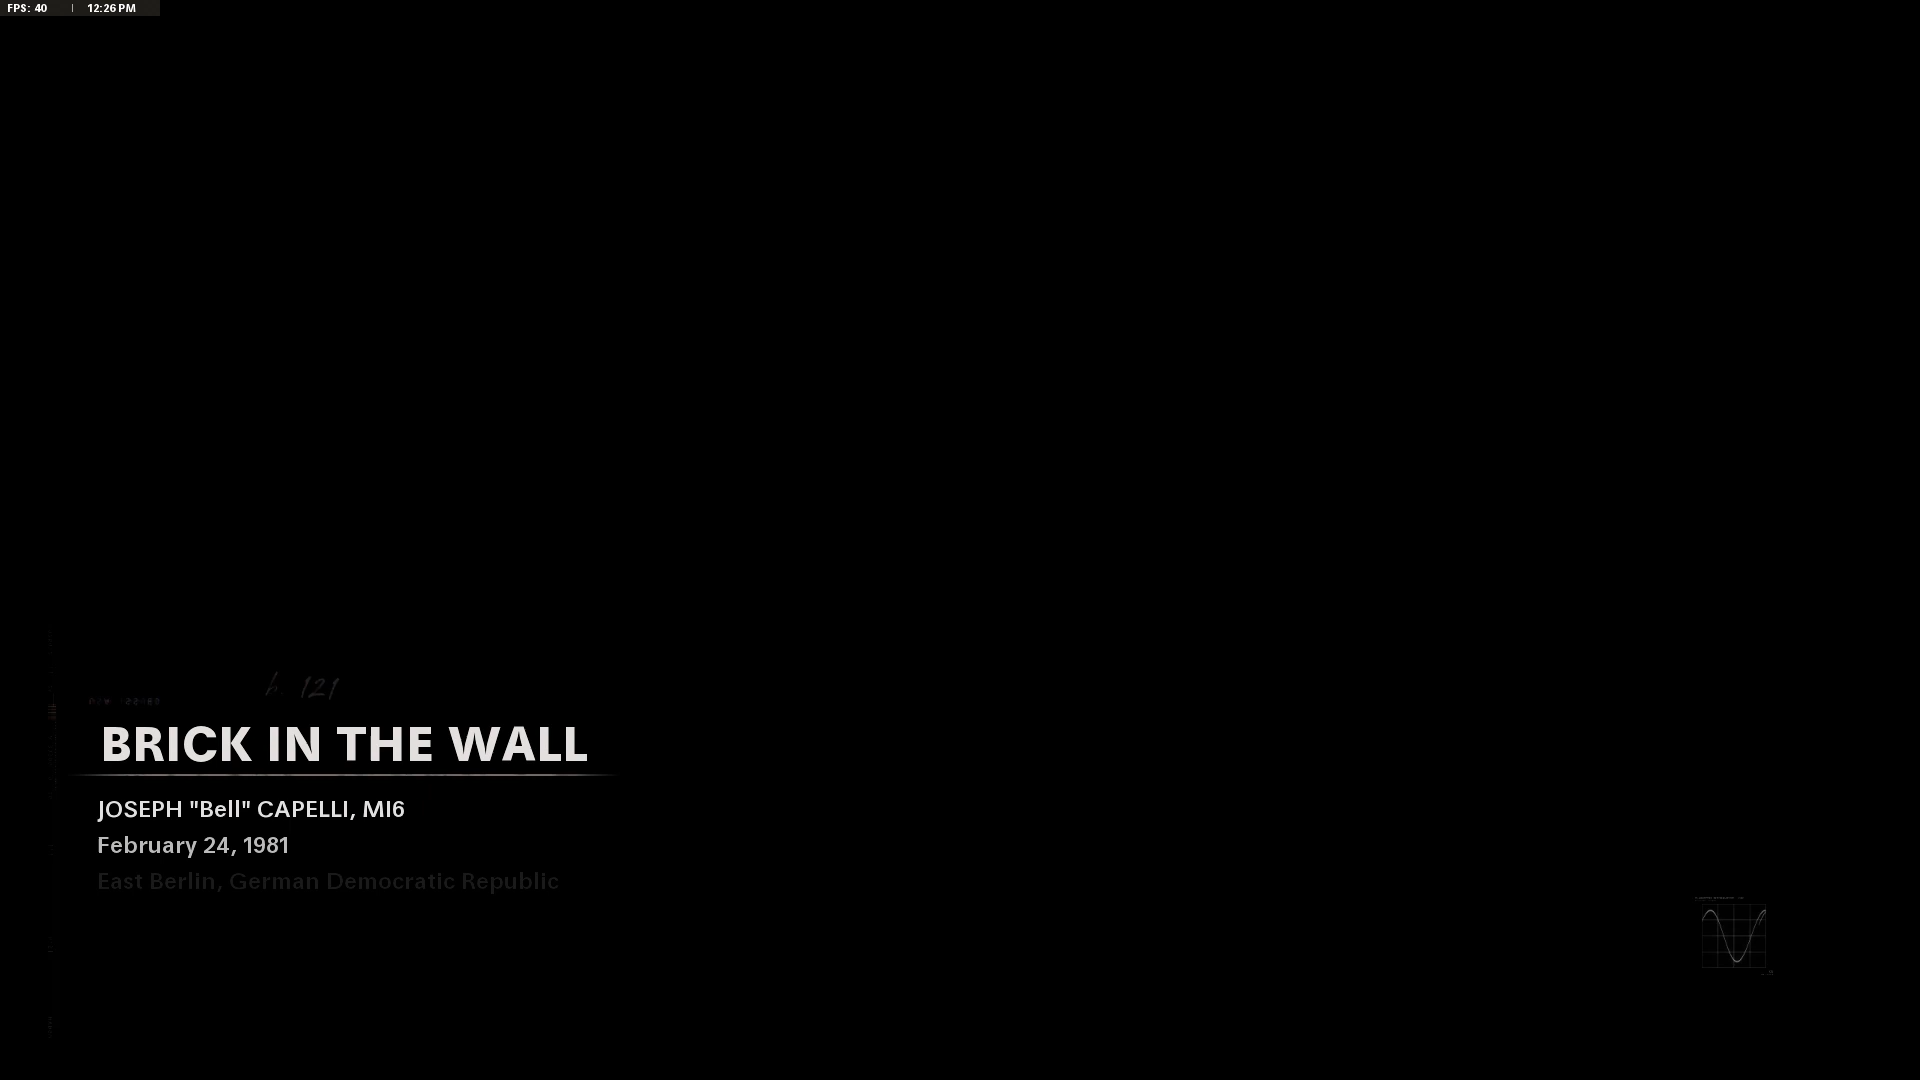 FPS: 40 | 12:26 PM
h. 121
BRICK IN THE WALL
JOSEPH "Bell" CAPELLI, MI6
February 24, 1981
East Berlin, German Democratic Republic